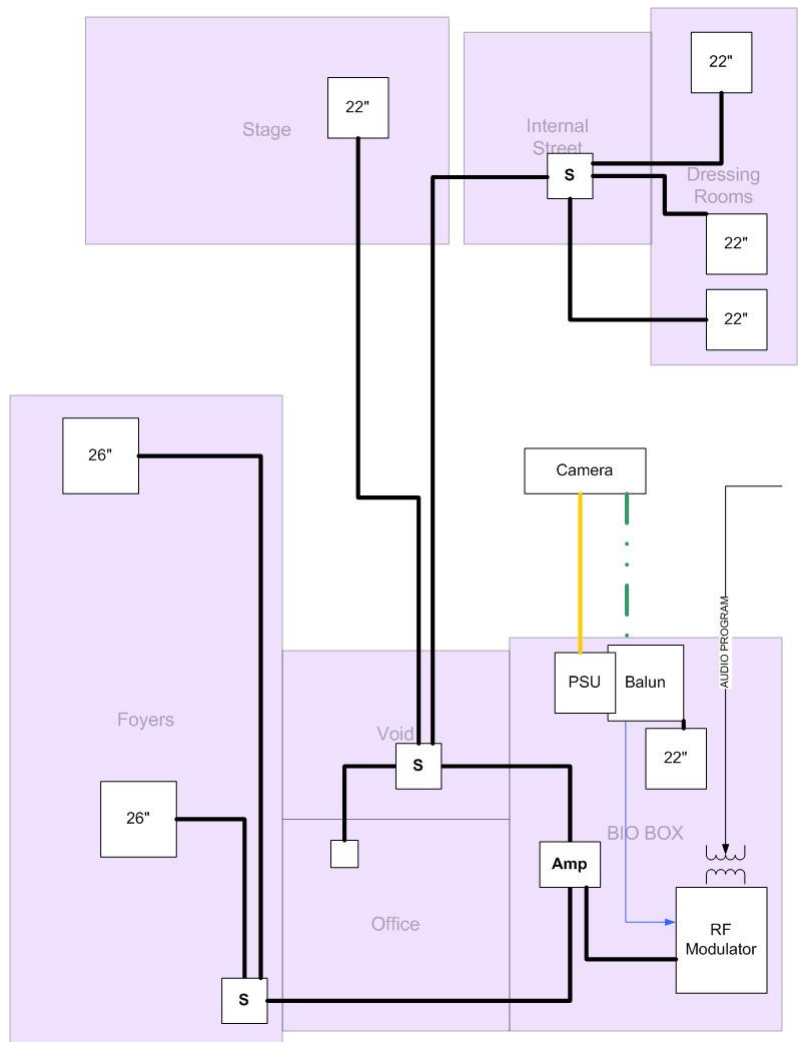 22"
22"
Stage
Internal
Street
S
Dressing
Rooms
22"
22"
26"
Camera
AUDIO PROGRAM
PSU
Balun
Foyers
Void
22"
S
26"
BIO BOX
Amp
Office
RF
Modulator
S